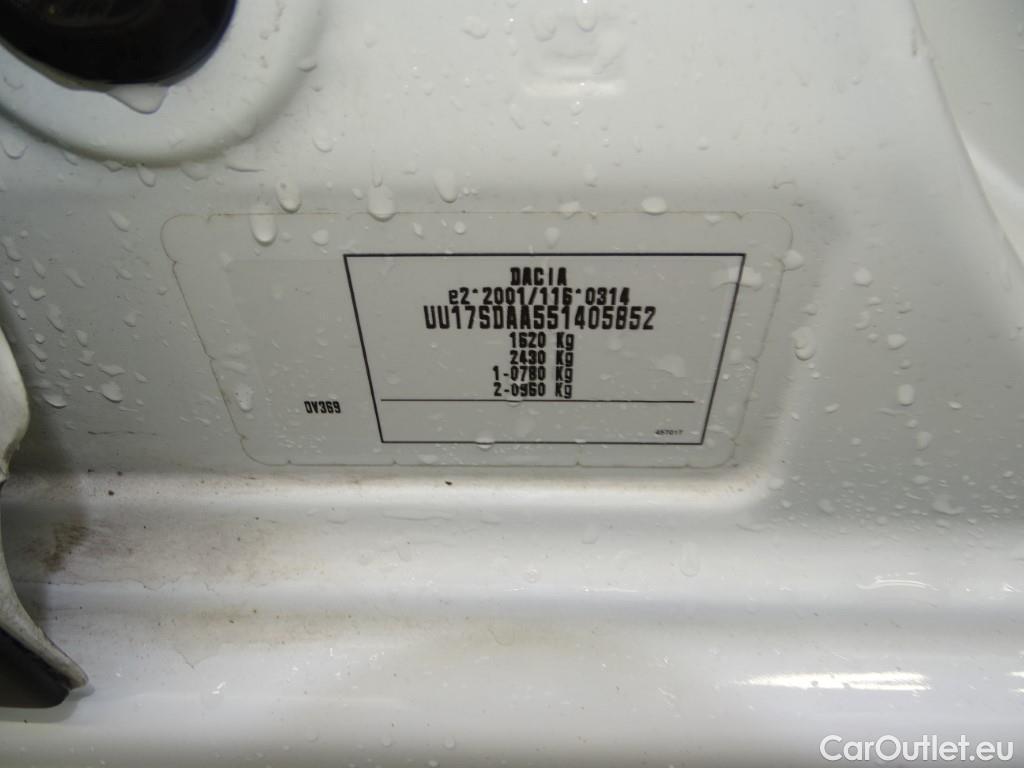 DACIA
e2*2001/116*0314
UU17SDAA551405852
1620 Kg
2430 Kg
1-0780 Kg
2-0960 Kg
DV369
457017
CarOutlet.eu